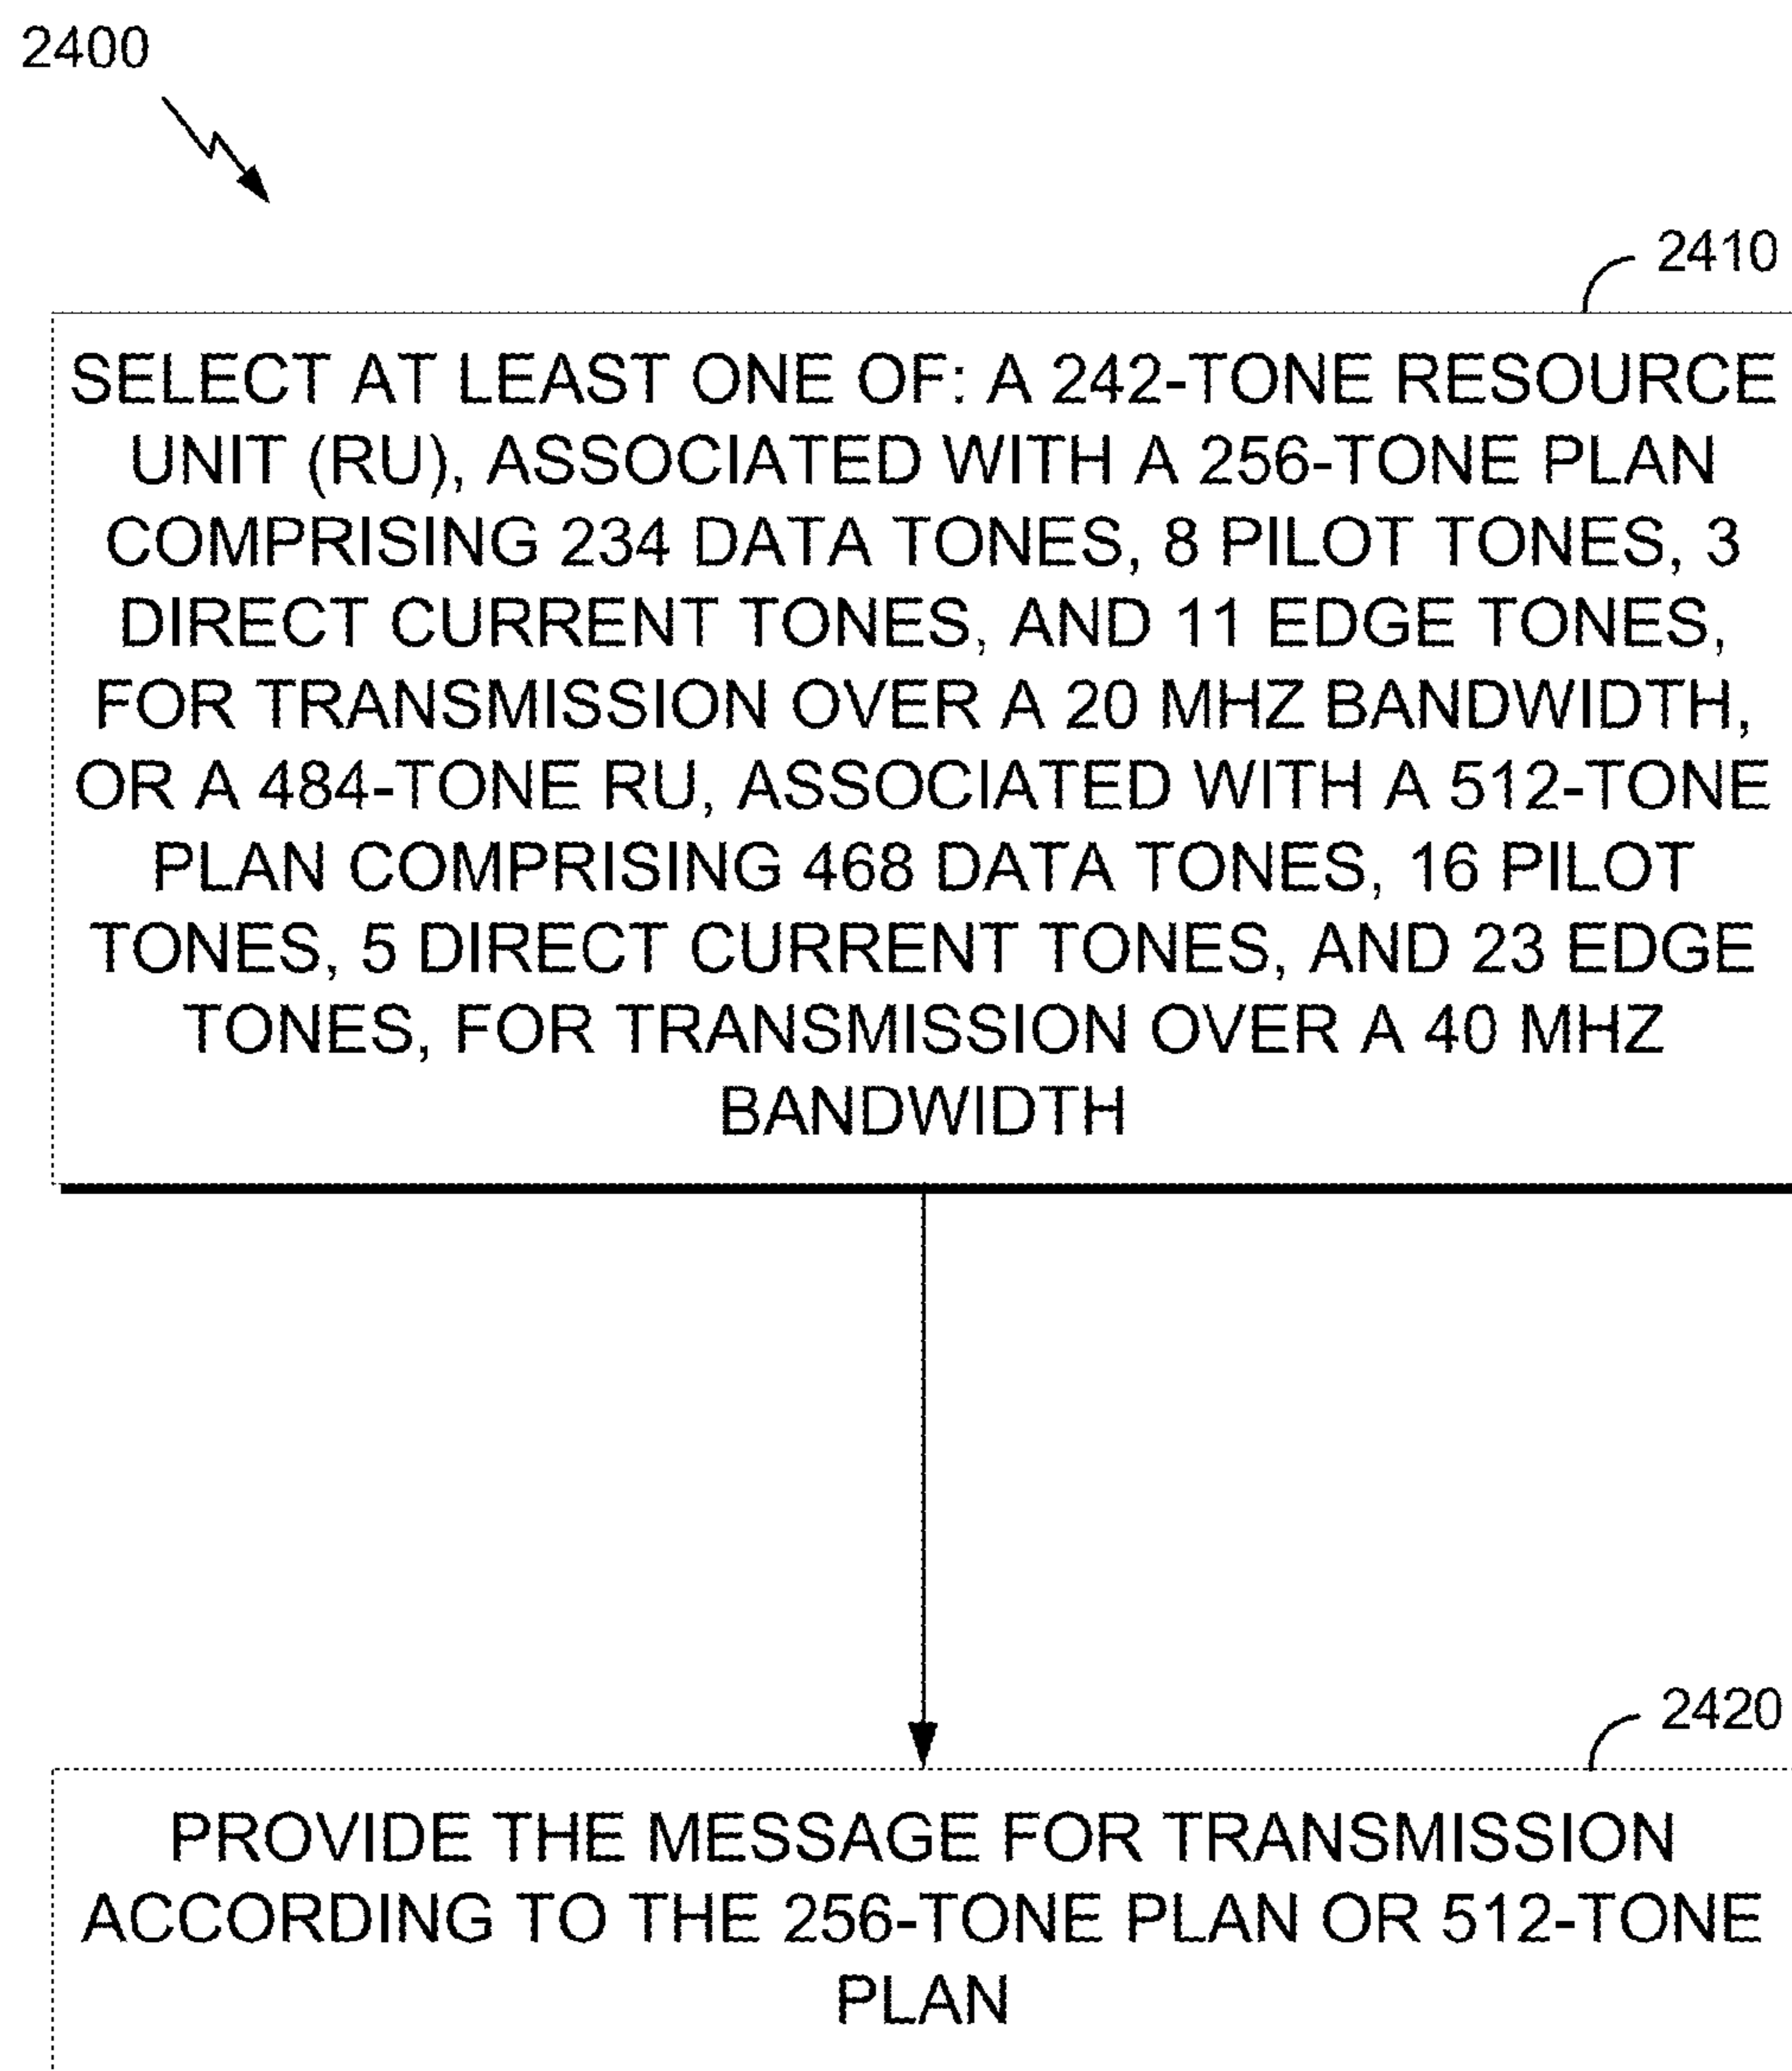 2400
2410
SELECT AT LEAST ONE OF: A 242-TONE RESOURCE
UNIT (RU), ASSOCIATED WITH A 256-TONE PLAN
COMPRISING 234 DATA TONES, 8 PILOT TONES, 3
DIRECT CURRENT TONES, AND 11 EDGE TONES,
FOR TRANSMISSION OVER A 20 MHZ BANDWIDTH,
OR A 484-TONE RU, ASSOCIATED WITH A 512-TONE
PLAN COMPRISING 468 DATA TONES, 16 PILOT
TONES, 5 DIRECT CURRENT TONES, AND 23 EDGE
TONES, FOR TRANSMISSION OVER A 40 MHZ
BANDWIDTH
2420
PROVIDE THE MESSAGE FOR TRANSMISSION
ACCORDING TO THE 256-TONE PLAN OR 512-TONE
PLAN